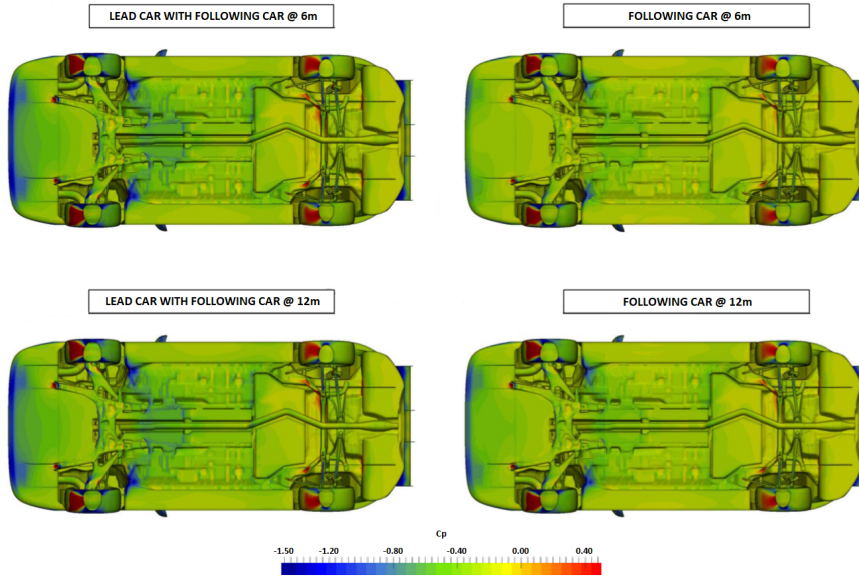 LEAD CAR WITH FOLLOWING CAR @ 6m
FOLLOWING CAR @ 6m
LEAD CAR WITH FOLLOWING CAR @ 12m
FOLLOWING CAR @ 12m
Cp
-1.50 -1.20 -0.80 -0.40 0.00 0.40